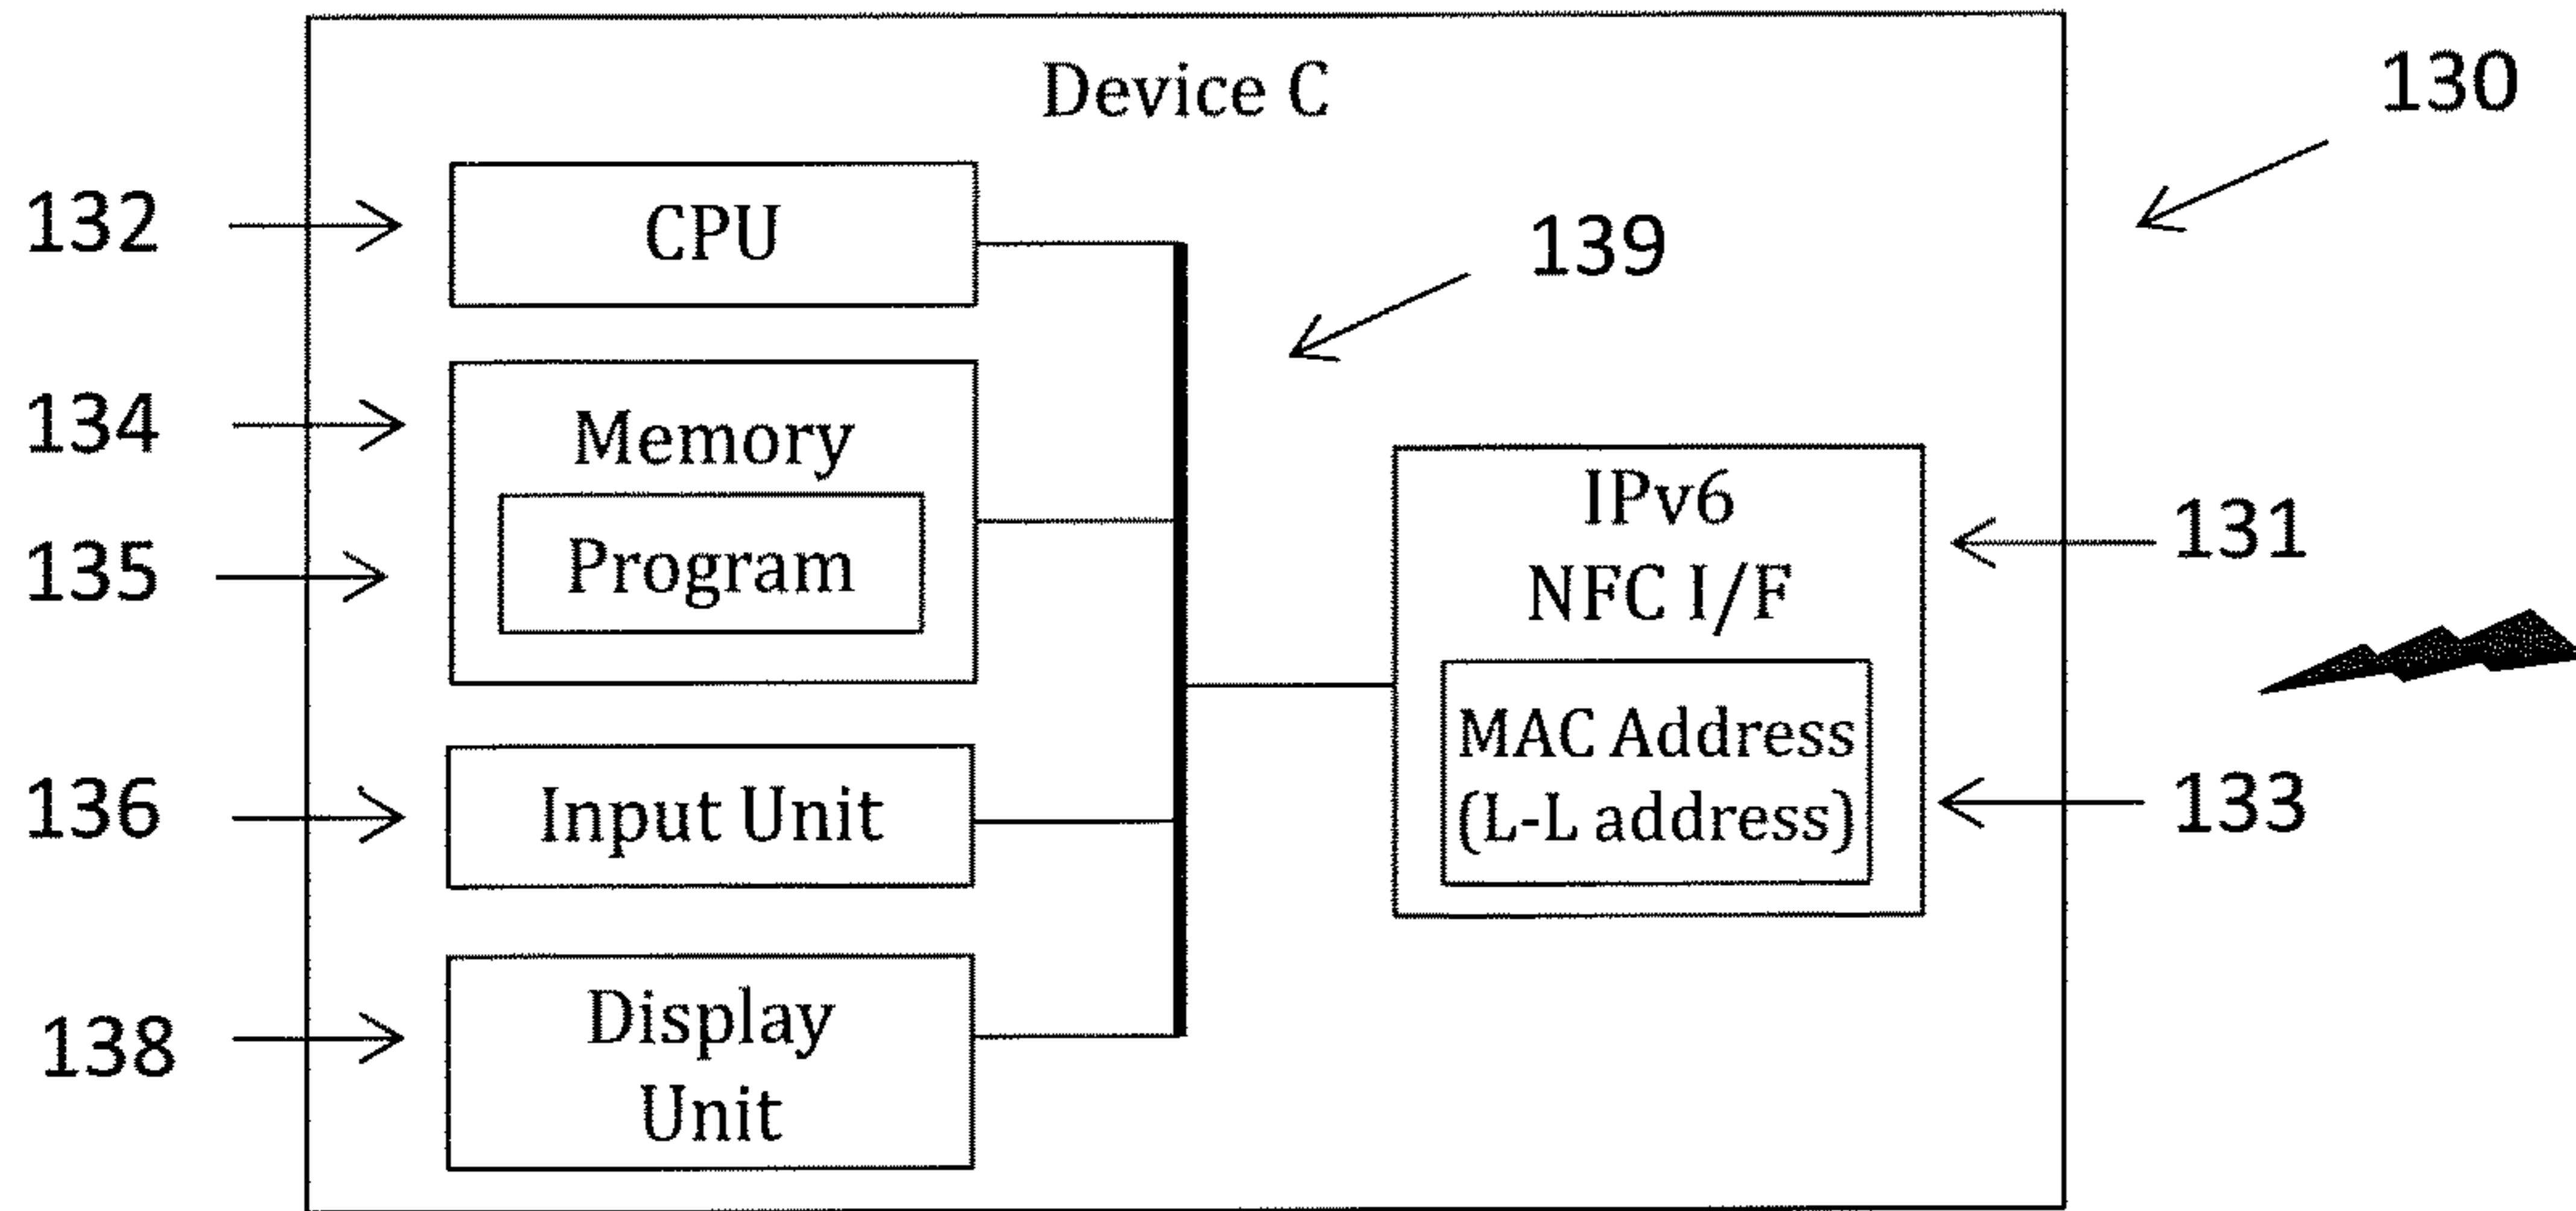 Device C
130
132
CPU
139
134
Memory
135
Program
IPv6
NFC I/F
131
MAC Address
(L-L address)
133
136
Input Unit
138
Display
Unit